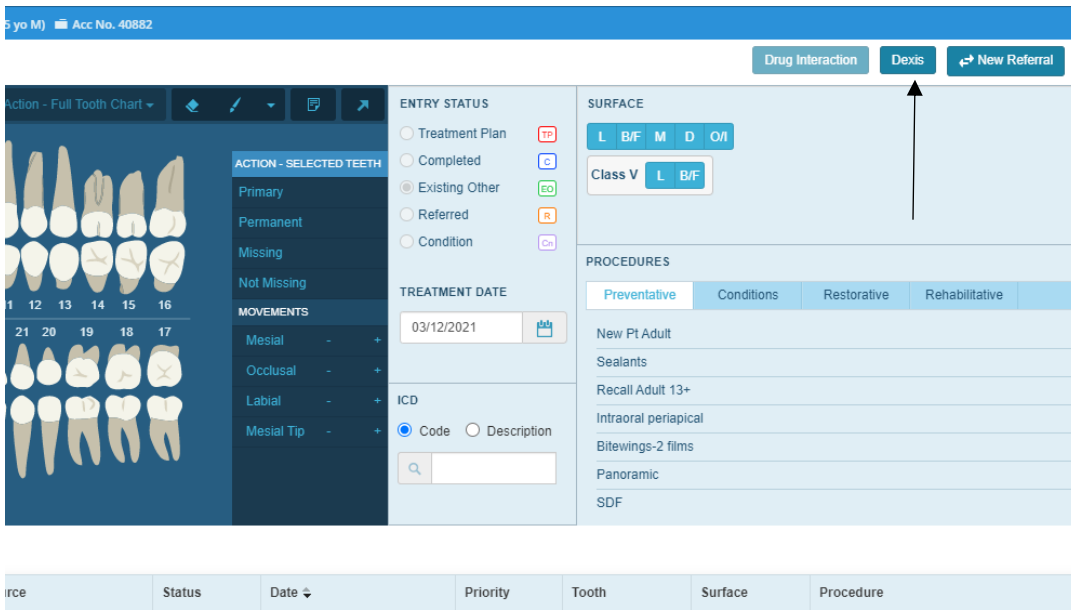 5 yo M) Acc No. 40882
Drug Interaction Dexis New Referral
Action - Full Tooth Chart
ACTION - SELECTED TEETH
Primary
Permanent
Missing
Not Missing
MOVEMENTS
Mesial - +
Occlusal - +
Labial - +
Mesial Tip - +
12 13 14 15 16
21 20 19 18 17
ENTRY STATUS
Treatment Plan TP
Completed C
Existing Other EO
Referred R
Condition Cn
TREATMENT DATE
03/12/2021
ICD
Code Description
SURFACE
L B/F M D O/I
Class V L B/F
PROCEDURES
Preventative Conditions Restorative Rehabilitative
New Pt Adult
Sealants
Recall Adult 13+
Intraoral periapical
Bitewings-2 films
Panoramic
SDF
Status Date Priority Tooth Surface Procedure